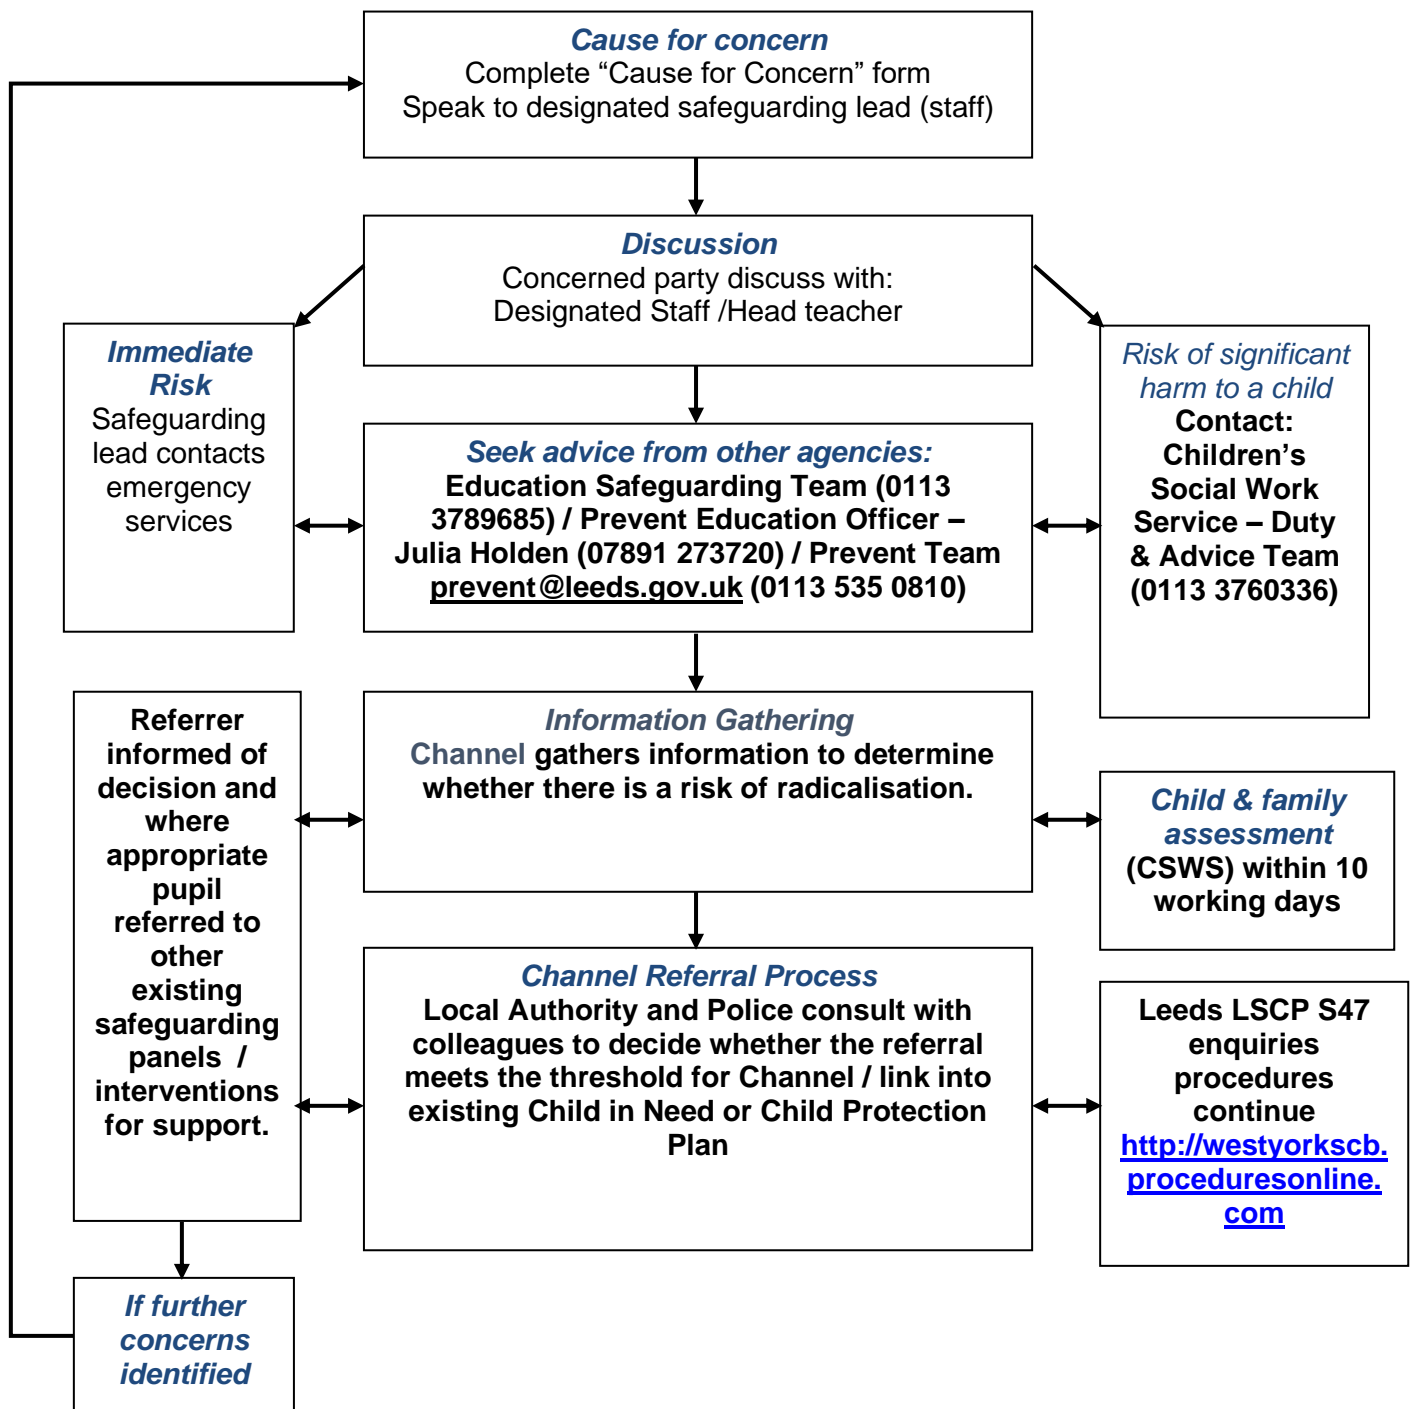 Cause for concern
Complete “Cause for Concern” form
Speak to designated safeguarding lead (staff)
Discussion
Concerned party discuss with:
Designated Staff /Head teacher
Immediate
Risk
Safeguarding
lead contacts
emergency
services
Seek advice from other agencies:
Education Safeguarding Team (0113
3789685) / Prevent Education Officer –
Julia Holden (07891 273720) / Prevent Team
prevent@leeds.gov.uk (0113 535 0810)
Risk of significant
harm to a child
Contact:
Children’s
Social Work
Service – Duty
& Advice Team
(0113 3760336)
Referrer
informed of
decision and
where
appropriate
pupil
referred to
other
existing
safeguarding
panels /
interventions
for support.
Information Gathering
Channel gathers information to determine
whether there is a risk of radicalisation.
Child & family
assessment
(CSWS) within 10
working days
Channel Referral Process
Local Authority and Police consult with
colleagues to decide whether the referral
meets the threshold for Channel / link into
existing Child in Need or Child Protection
Plan
Leeds LSCP S47
enquiries
procedures
continue
http://westyorkscb.
proceduresonline.
com
If further
concerns
identified